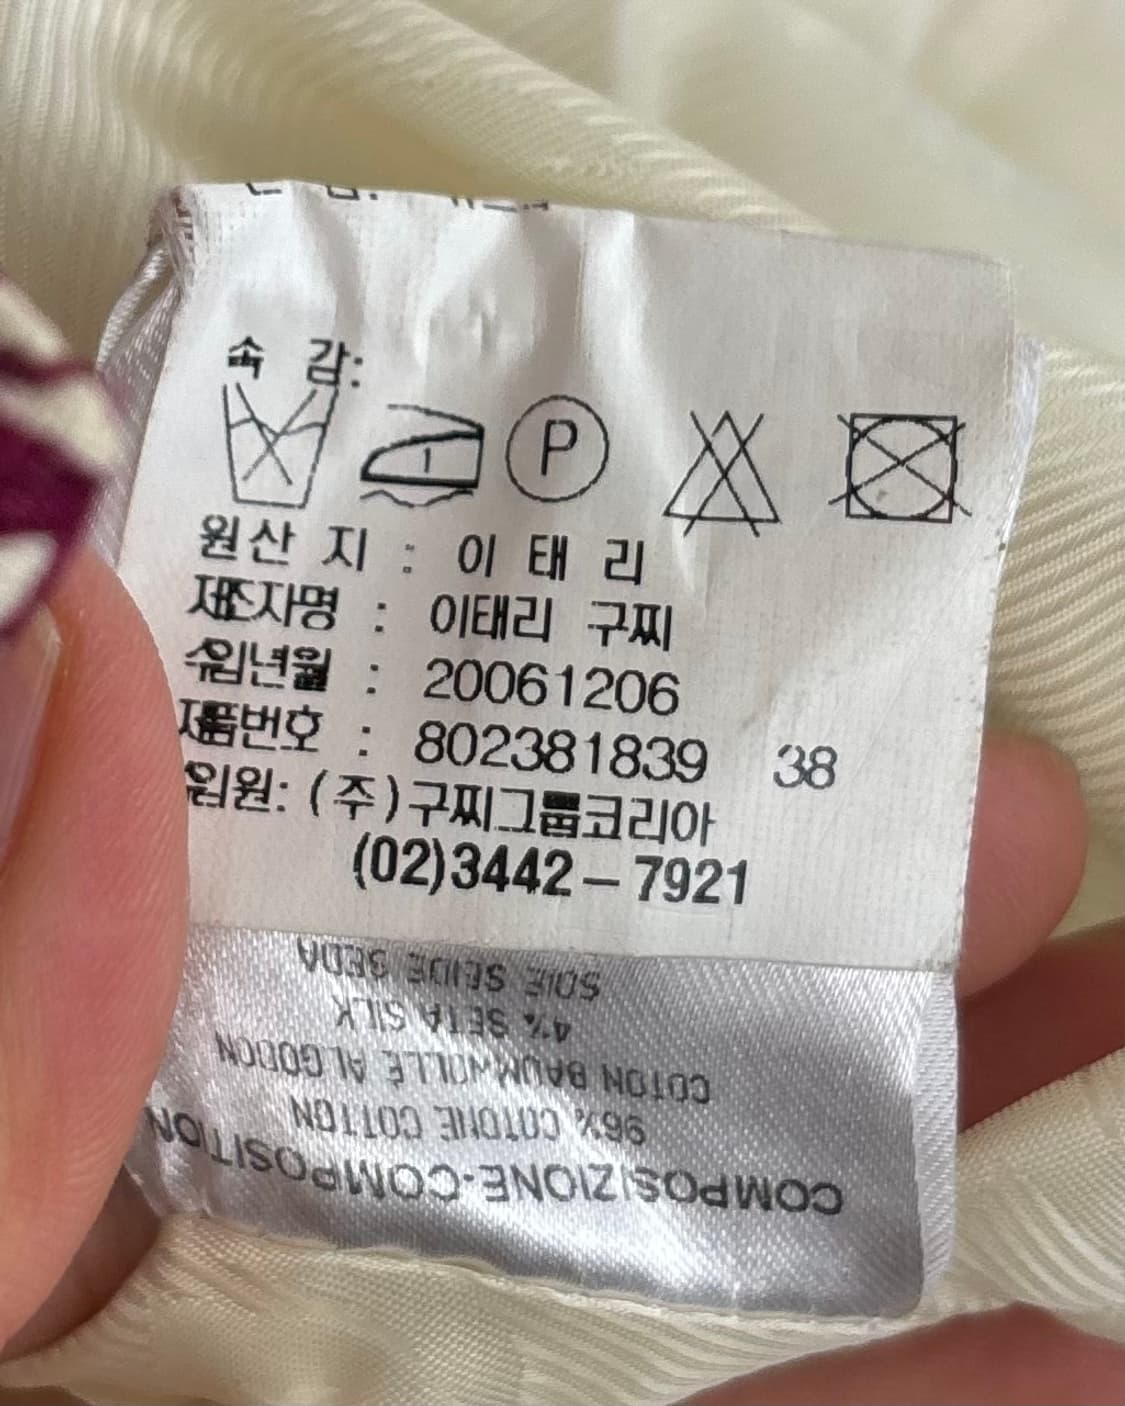 속 감:
P
원 산 지 : 이 태 리
제조자명 : 이태리 구찌
수입년월 : 20061206
제품번호 : 802381839 38
수입원: (주)구찌그룹코리아
(02)3442-7921
COMPOSIZIONE-COMPOSITION
96% COTONE COTTON
COTON BAUMWOLLE ALGODON
4% SETA SILK
SOIE SEIDE SEDA